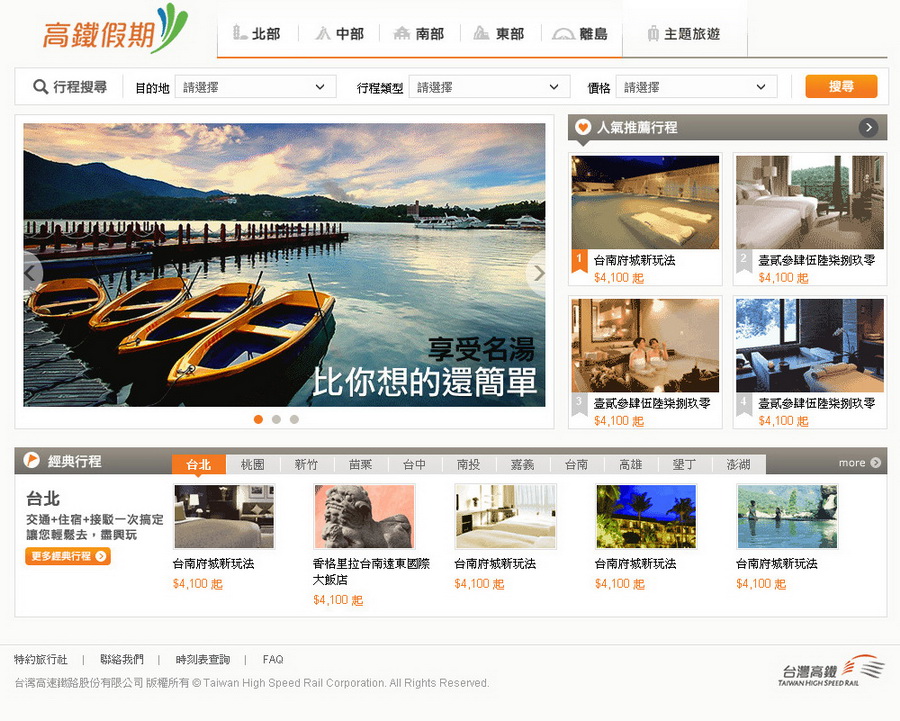 高鐵假期
北部
中部
南部
東部
離島
主題旅遊
行程搜尋
目的地
請選擇
行程類型
請選擇
價格
請選擇
搜尋
享受名湯
比你想的還簡單
人氣推薦行程
1
台南府城新玩法
$4,100 起
2
壹貳參肆伍陸柒捌玖零
$4,100 起
3
壹貳參肆伍陸柒捌玖零
$4,100 起
4
壹貳參肆伍陸柒捌玖零
$4,100 起
經典行程
台北
桃園
新竹
苗栗
台中
南投
嘉義
台南
高雄
墾丁
澎湖
more
台北
交通+住宿+接駁一次搞定
讓您輕鬆去，盡興玩
更多經典行程
台南府城新玩法
$4,100 起
香格里拉台南遠東國際
大飯店
$4,100 起
台南府城新玩法
$4,100 起
台南府城新玩法
$4,100 起
台南府城新玩法
$4,100 起
特約旅行社 | 聯絡我們 | 時刻表查詢 | FAQ
台灣高速鐵路股份有限公司 版權所有 © Taiwan High Speed Rail Corporation. All Rights Reserved.
台灣高鐵
TAIWAN HIGH SPEED RAIL